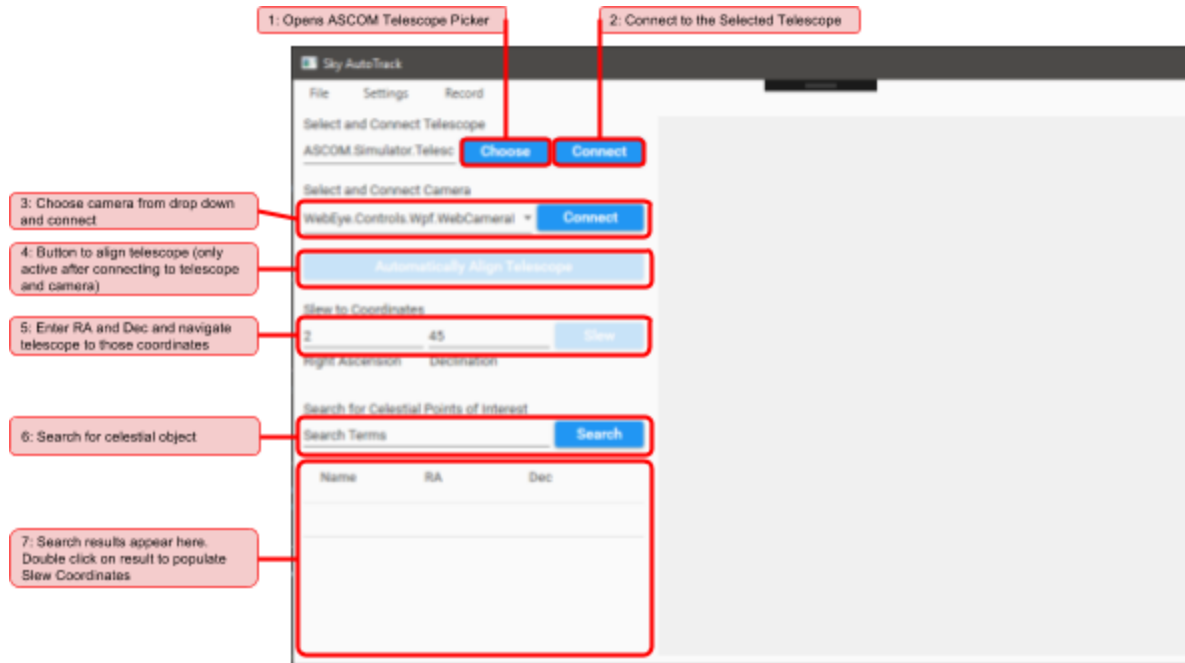 1: Opens ASCOM Telescope Picker
2: Connect to the Selected Telescope
Sky AutoTrack
File Settings Record
Select and Connect Telescope
ASCOM.Simulator.Telesc Choose Connect
3: Choose camera from drop down
and connect
Select and Connect Camera
WebEye.Controls.Wpf.WebCameraI Connect
4: Button to align telescope (only
active after connecting to telescope
and camera)
Automatically Align Telescope
5: Enter RA and Dec and navigate
telescope to those coordinates
Slew to Coordinates
2 45 Slew
Right Ascension Declination
6: Search for celestial object
Search for Celestial Points of Interest
Search Terms Search
Name RA Dec
7: Search results appear here.
Double click on result to populate
Slew Coordinates